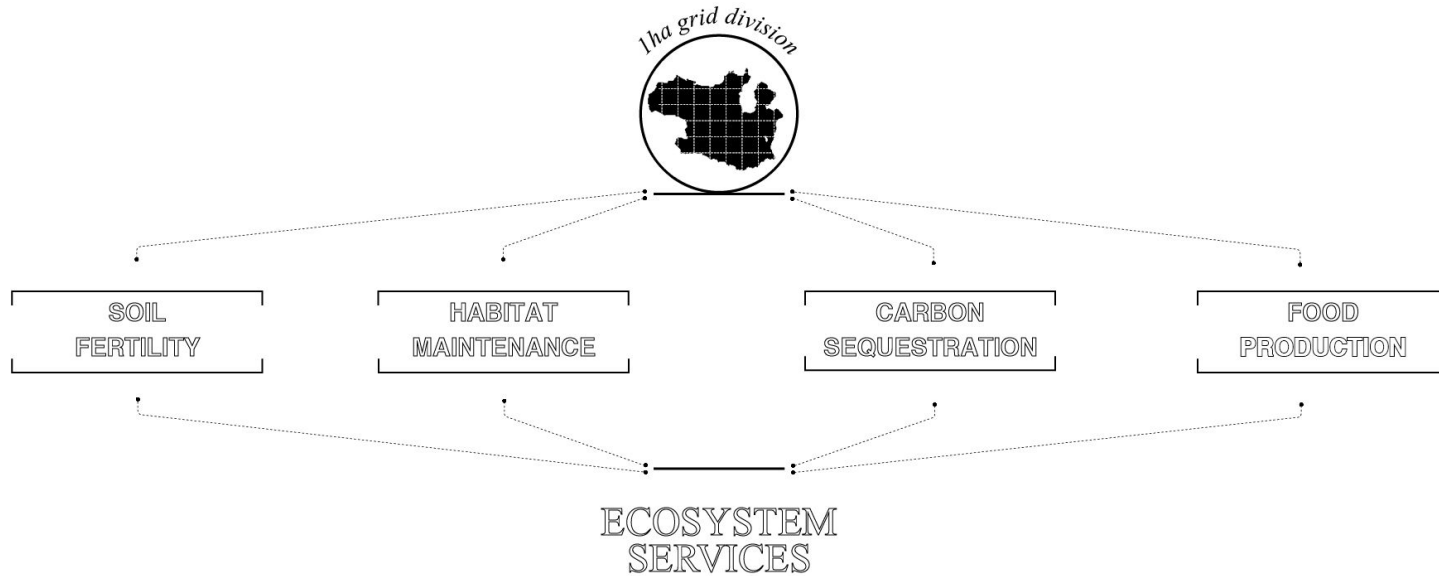 1ha grid division
SOIL
FERTILITY
HABITAT
MAINTENANCE
CARBON
SEQUESTRATION
FOOD
PRODUCTION
ECOSYSTEM
SERVICES